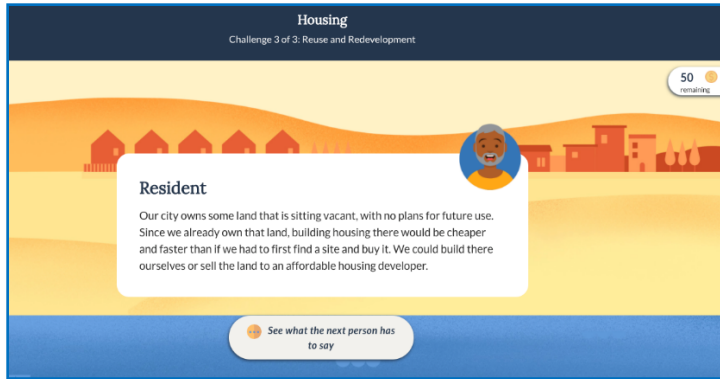 Housing
Challenge 3 of 3: Reuse and Redevelopment
50
remaining
Resident
Our city owns some land that is sitting vacant, with no plans for future use.
Since we already own that land, building housing there would be cheaper
and faster than if we had to first find a site and buy it. We could build there
ourselves or sell the land to an affordable housing developer.
See what the next person has
to say